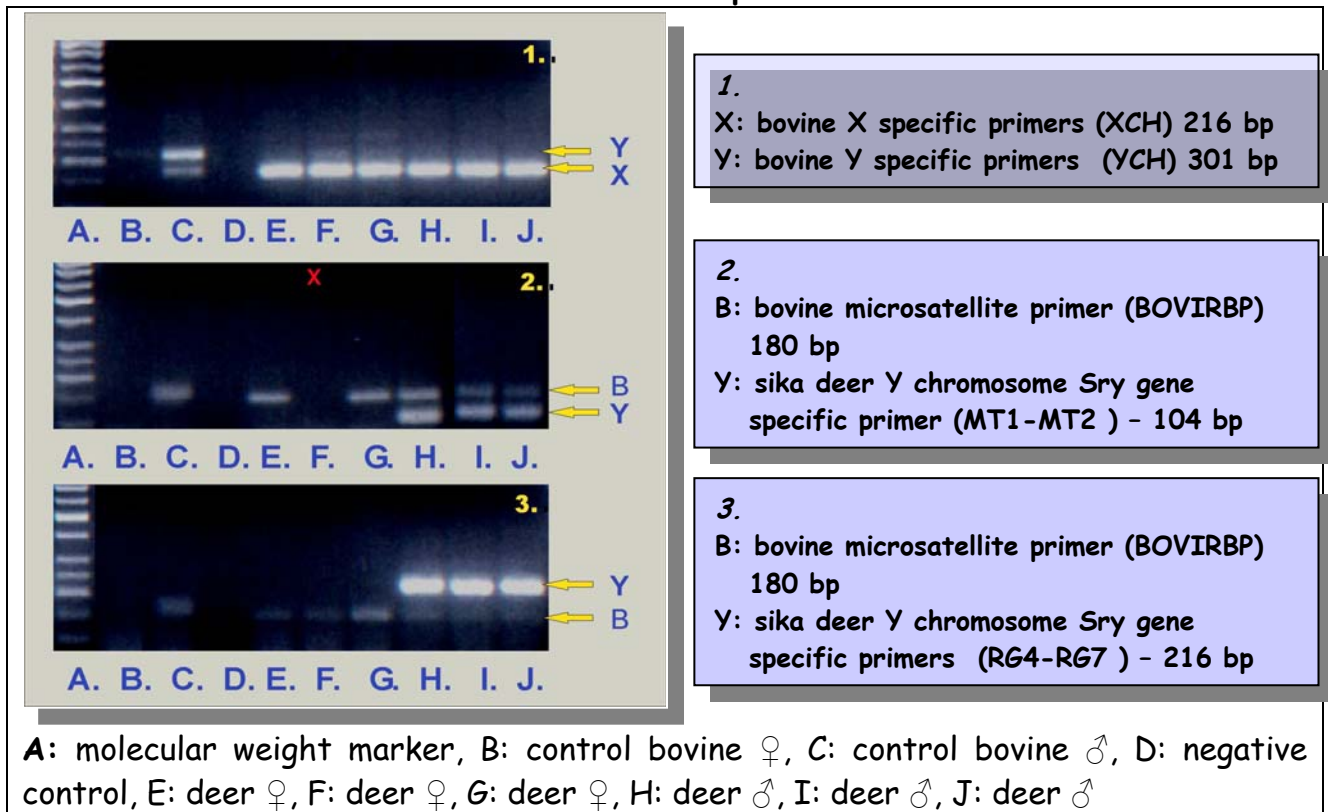 1.
Y
X
A. B. C. D. E. F. G. H. I. J.
X
2.
B
Y
A. B. C. D. E. F. G. H. I. J.
3.
Y
B
A. B. C. D. E. F. G. H. I. J.
1.
X: bovine X specific primers (XCH) 216 bp
Y: bovine Y specific primers (YCH) 301 bp
2.
B: bovine microsatellite primer (BOVIRBP)
180 bp
Y: sika deer Y chromosome Sry gene
specific primer (MT1-MT2 ) – 104 bp
3.
B: bovine microsatellite primer (BOVIRBP)
180 bp
Y: sika deer Y chromosome Sry gene
specific primers (RG4-RG7 ) – 216 bp
A: molecular weight marker, B: control bovine ♀, C: control bovine ♂, D: negative
control, E: deer ♀, F: deer ♀, G: deer ♀, H: deer ♂, I: deer ♂, J: deer ♂